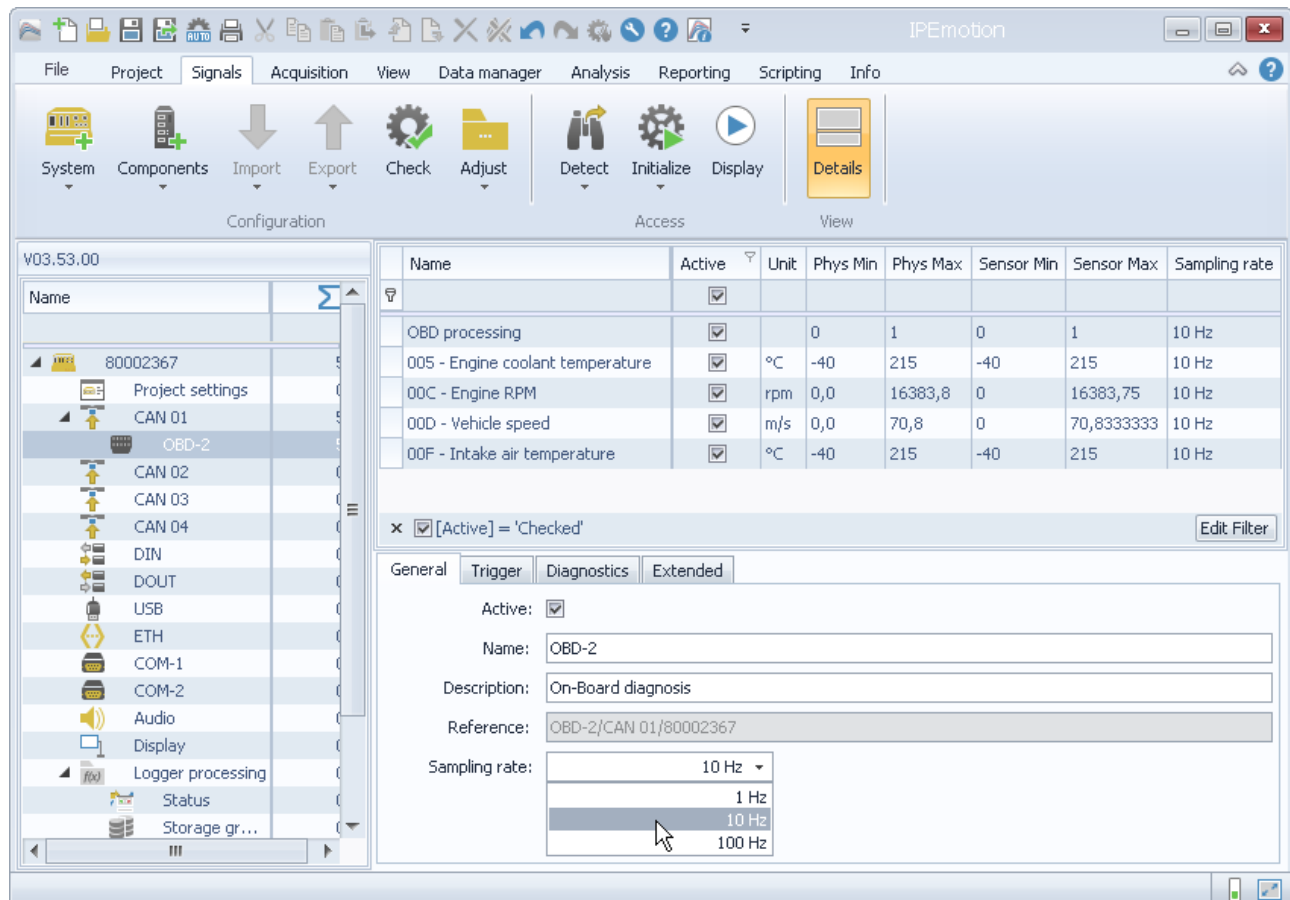 AUTO IPEmotion
File Project Signals Acquisition View Data manager Analysis Reporting Scripting Info
System Components Import Export Check Adjust Detect Initialize Display Details
Configuration Access View
V03.53.00
Name Σ
80002367
Project settings
CAN 01
OBD-2
CAN 02
CAN 03
CAN 04
DIN
DOUT
USB
ETH
COM-1
COM-2
Audio
Display
f(x) Logger processing
Status
Storage gr...
Name Active Unit Phys Min Phys Max Sensor Min Sensor Max Sampling rate
OBD processing 0 1 0 1 10 Hz
005 - Engine coolant temperature °C -40 215 -40 215 10 Hz
00C - Engine RPM rpm 0,0 16383,8 0 16383,75 10 Hz
00D - Vehicle speed m/s 0,0 70,8 0 70,8333333 10 Hz
00F - Intake air temperature °C -40 215 -40 215 10 Hz
[Active] = 'Checked' Edit Filter
General Trigger Diagnostics Extended
Active:
Name: OBD-2
Description: On-Board diagnosis
Reference: OBD-2/CAN 01/80002367
Sampling rate: 10 Hz
1 Hz
10 Hz
100 Hz